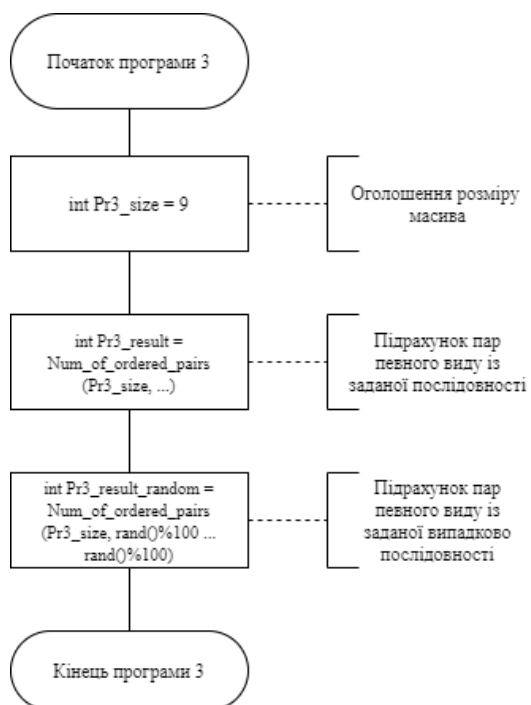 Початок програми 3
int Pr3_size = 9
Оголошення розміру
масива
int Pr3_result =
Num_of_ordered_pairs
(Pr3_size, ...)
Підрахунок пар
певного виду із
заданої послідовності
int Pr3_result_random =
Num_of_ordered_pairs
(Pr3_size, rand()%100 ...
rand()%100)
Підрахунок пар
певного виду із
заданої випадково
послідовності
Кінець програми 3